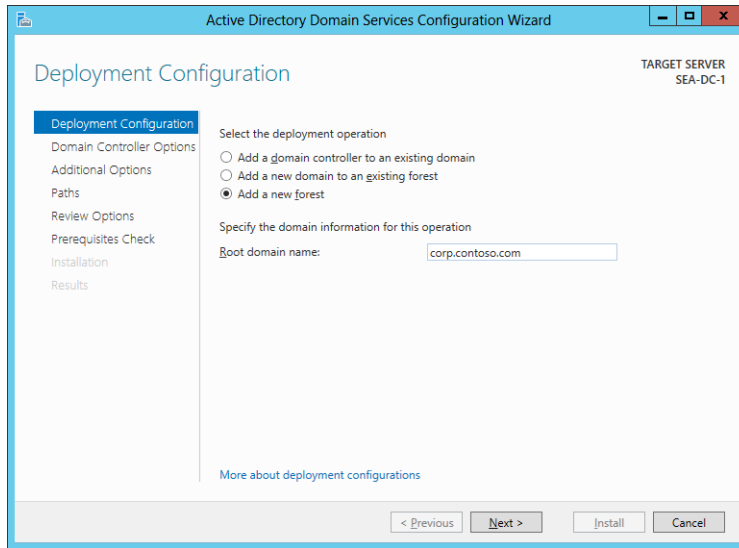 Active Directory Domain Services Configuration Wizard
Deployment Configuration
TARGET SERVER
SEA-DC-1
Deployment Configuration
Domain Controller Options
Additional Options
Paths
Review Options
Prerequisites Check
Installation
Results
Select the deployment operation
Add a domain controller to an existing domain
Add a new domain to an existing forest
Add a new forest
Specify the domain information for this operation
Root domain name: corp.contoso.com
More about deployment configurations
< Previous Next > Install Cancel